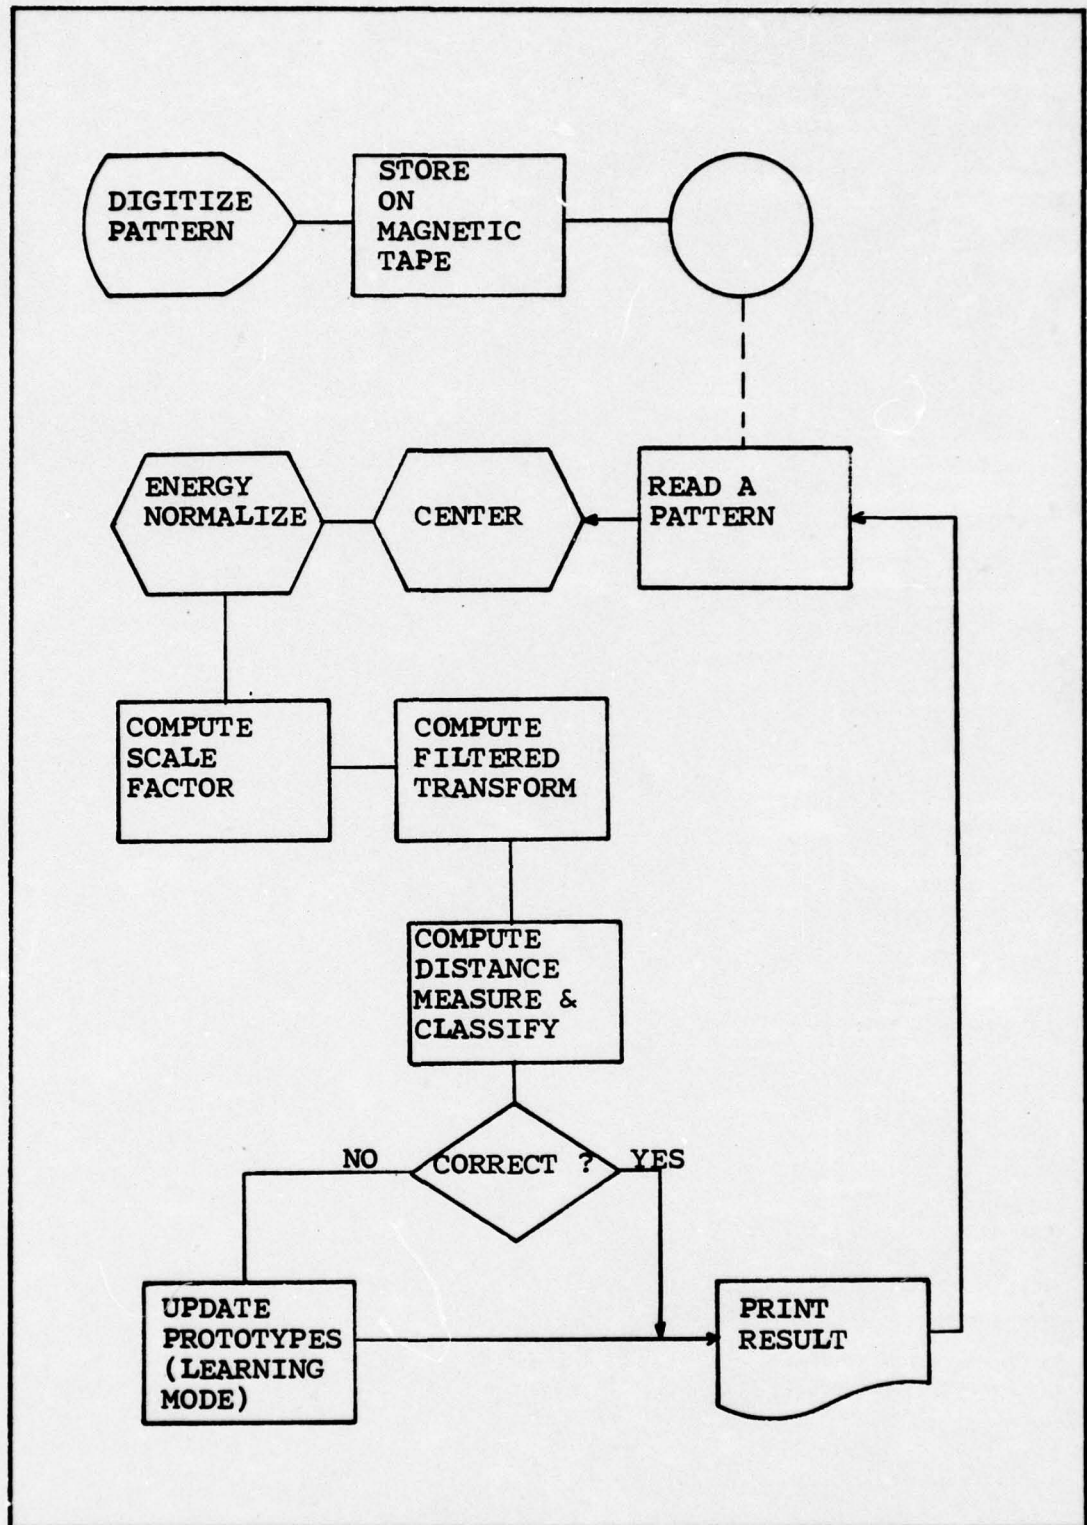 DIGITIZE
PATTERN
STORE
ON
MAGNETIC
TAPE
READ A
PATTERN
CENTER
ENERGY
NORMALIZE
COMPUTE
SCALE
FACTOR
COMPUTE
FILTERED
TRANSFORM
COMPUTE
DISTANCE
MEASURE &
CLASSIFY
CORRECT ?
NO
YES
UPDATE
PROTOTYPES
(LEARNING
MODE)
PRINT
RESULT